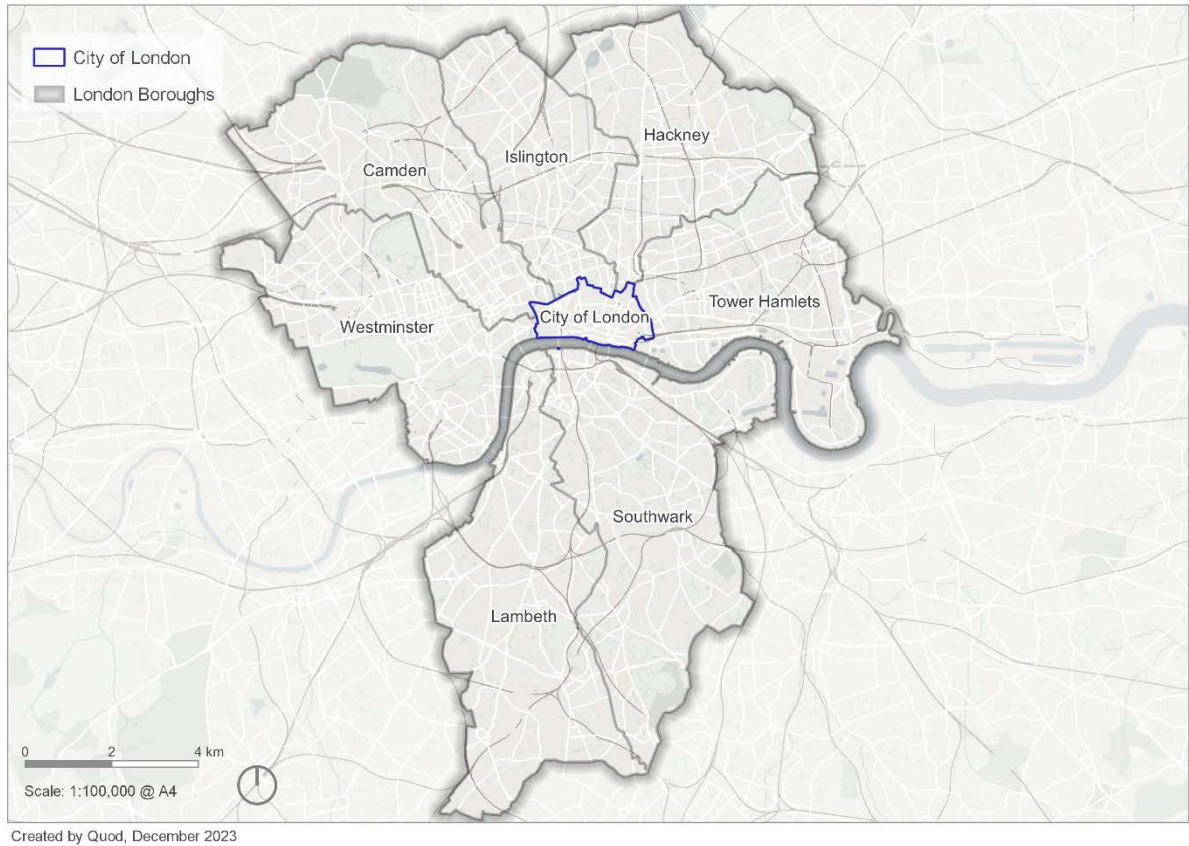 City of London
London Boroughs
Hackney
Islington
Camden
Tower Hamlets
City of London
Westminster
Southwark
Lambeth
0 2 4 km
Scale: 1:100,000 @ A4
Created by Quod, December 2023